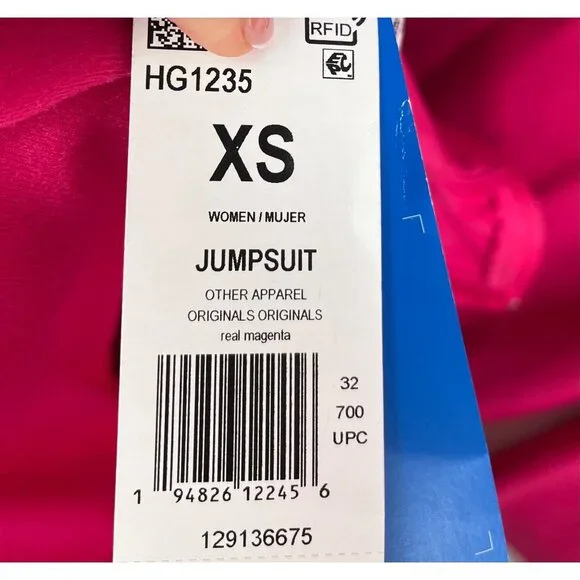 RFID
HG1235
XS
WOMEN / MUJER
JUMPSUIT
OTHER APPAREL
ORIGINALS ORIGINALS
real magenta
32
700
UPC
1 94826 12245 6
129136675